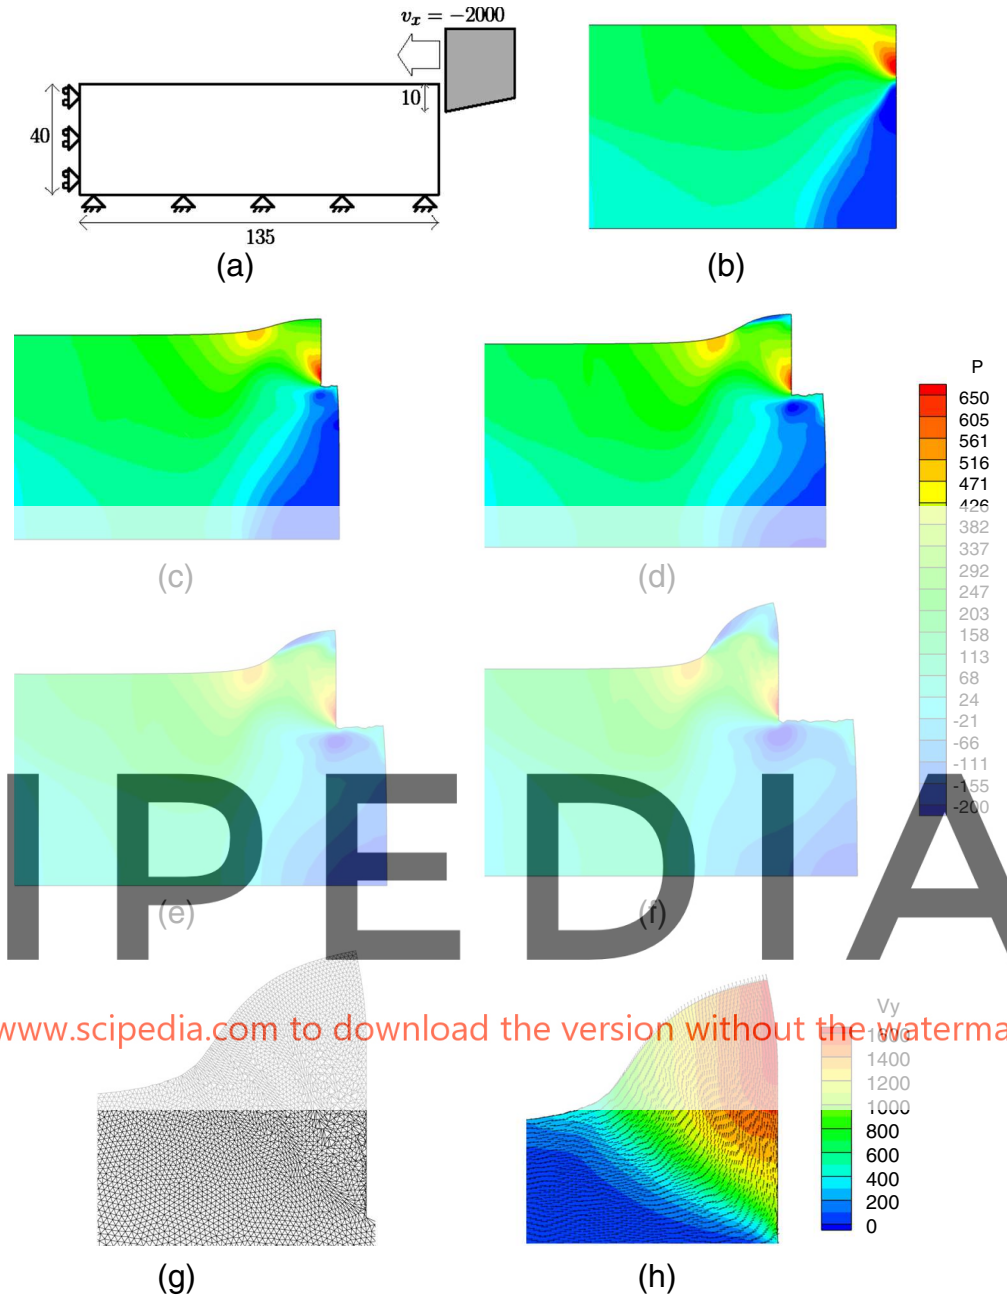 v_x = −2000
10
40
135
(a)
(b)
(c)
(d)
P
650
605
561
516
471
426
382
337
292
247
203
158
113
68
24
-21
-66
-111
-155
-200
IPEDIA
(e)
(f)
www.scipedia.com to download the version without the waterma
Vy
1600
1400
1200
1000
800
600
400
200
0
(g)
(h)